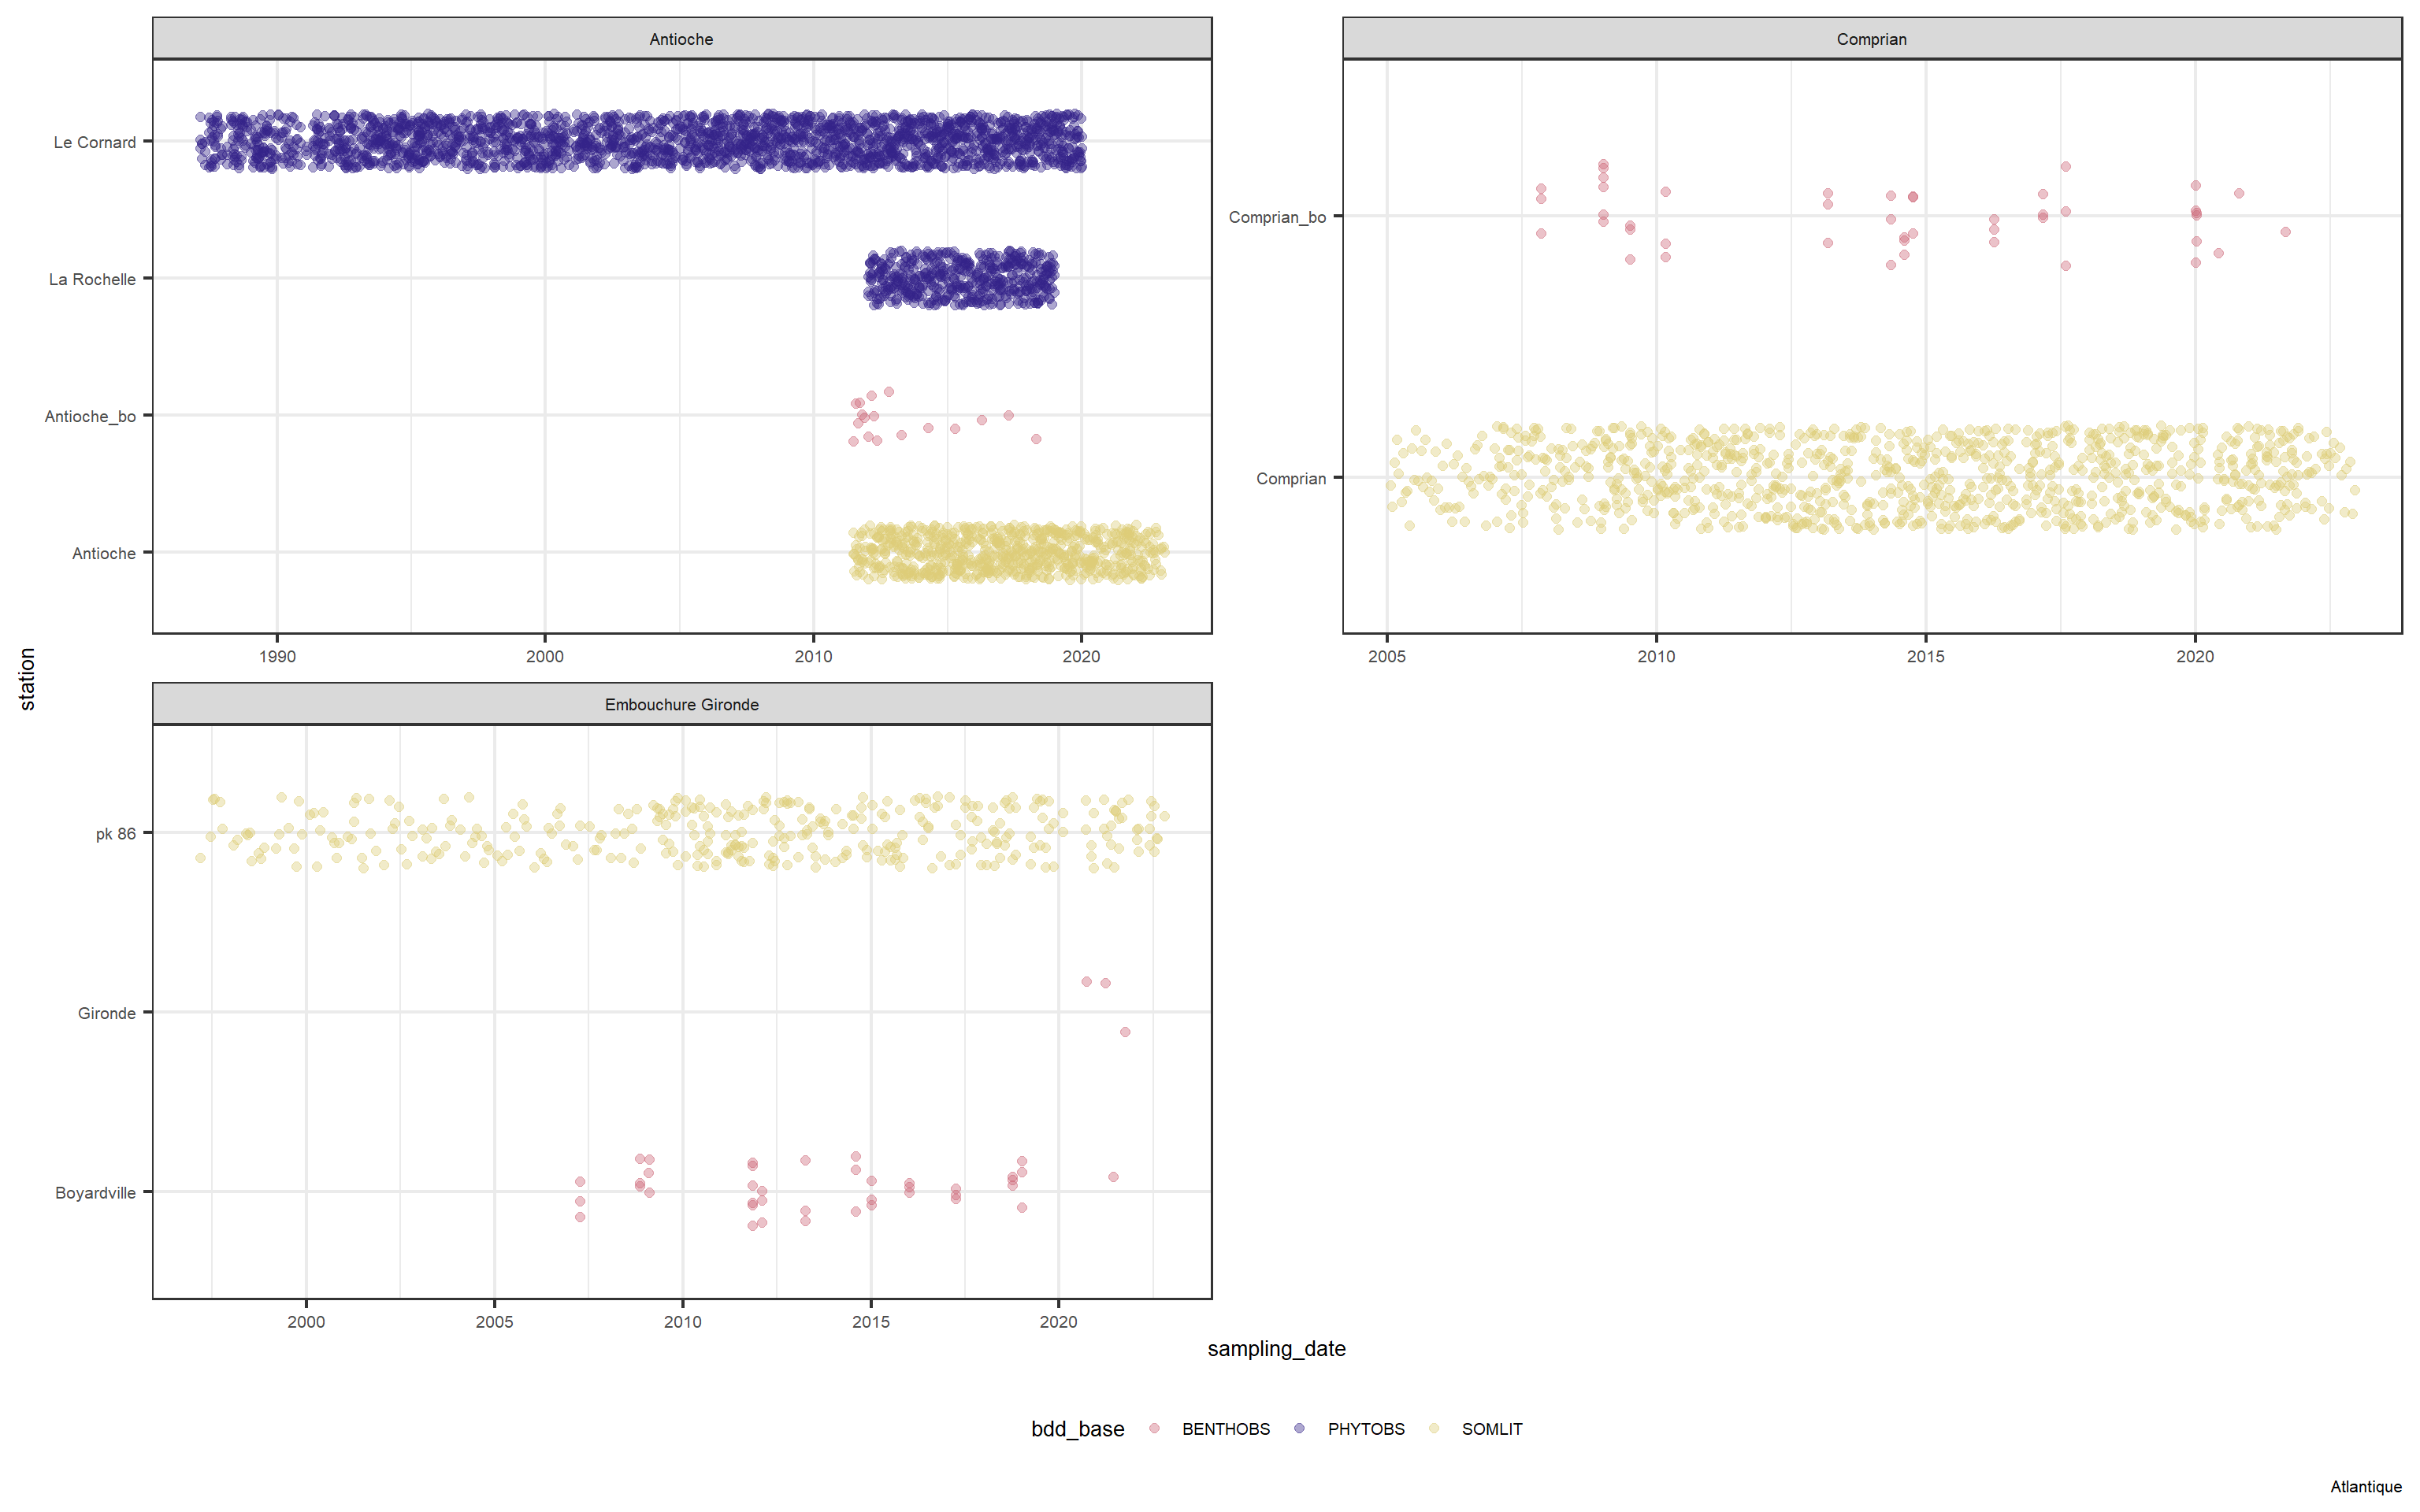 Antioche
Comprian
Le Cornard
La Rochelle
Antioche_bo
Antioche
1990 2000 2010 2020
Comprian_bo
Comprian
2005 2010 2015 2020
station
Embouchure Gironde
pk 86
Gironde
Boyardville
2000 2005 2010 2015 2020
sampling_date
bdd_base BENTHOBS PHYTOBS SOMLIT
Atlantique